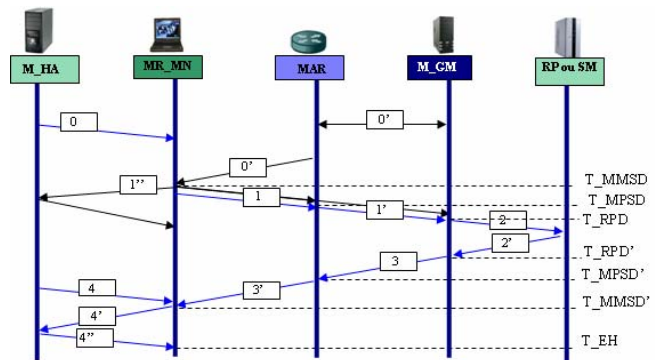 M_HA
MR_MN
MAR
M_GM
RP ou SM
0
0'
0'
1''
1
1'
2
2'
3
3'
4
4'
4''
T_MMSD
T_MPSD
T_RPD
T_RPD'
T_MPSD'
T_MMSD'
T_EH